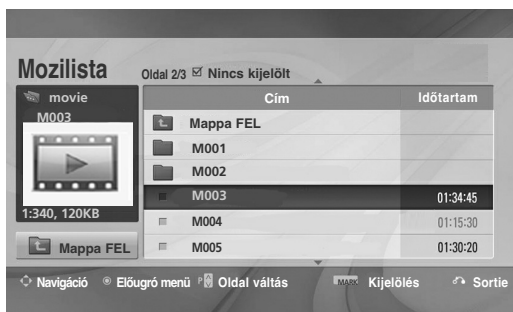 Mozilista Oldal 2/3 Nincs kijelölt
movie
M003
1:340, 120KB
Mappa FEL
Cím Időtartam
Mappa FEL
M001
M002
M003 01:34:45
M004 01:15:30
M005 01:30:20
Navigáció Előugró menü P Oldal váltás MARK Kijelölés Sortie